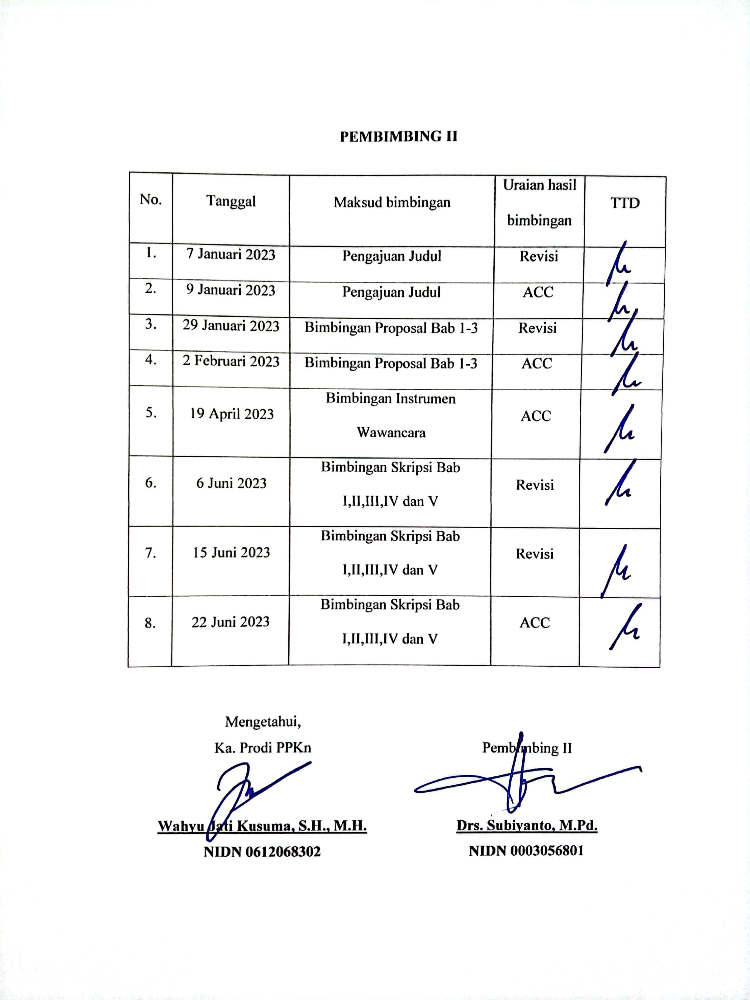 PEMBIMBING II
No. Tanggal Maksud bimbingan Uraian hasil bimbingan TTD
1. 7 Januari 2023 Pengajuan Judul Revisi
2. 9 Januari 2023 Pengajuan Judul ACC
3. 29 Januari 2023 Bimbingan Proposal Bab 1-3 Revisi
4. 2 Februari 2023 Bimbingan Proposal Bab 1-3 ACC
5. 19 April 2023 Bimbingan Instrumen Wawancara ACC
6. 6 Juni 2023 Bimbingan Skripsi Bab I,II,III,IV dan V Revisi
7. 15 Juni 2023 Bimbingan Skripsi Bab I,II,III,IV dan V Revisi
8. 22 Juni 2023 Bimbingan Skripsi Bab I,II,III,IV dan V ACC
Mengetahui,
Ka. Prodi PPKn
Wahyu Jati Kusuma, S.H., M.H.
NIDN 0612068302
Pembimbing II
Drs. Subiyanto, M.Pd.
NIDN 0003056801